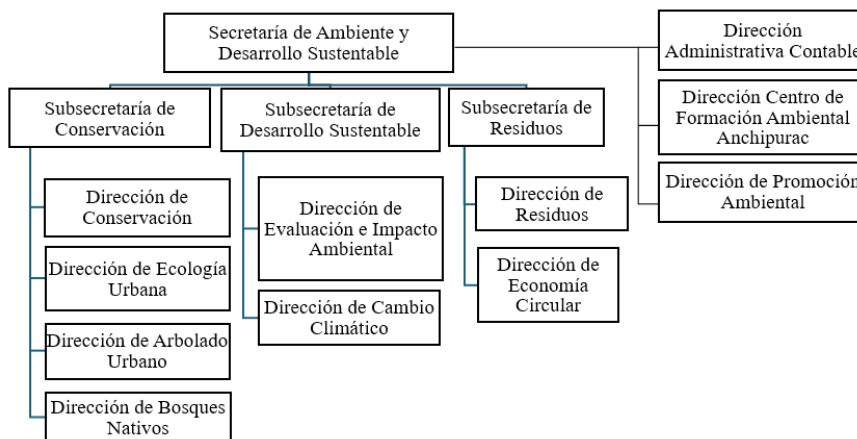 Secretaría de Ambiente y
Desarrollo Sustentable
Dirección
Administrativa Contable
Subsecretaría de
Conservación
Subsecretaría de
Desarrollo Sustentable
Subsecretaría de
Residuos
Dirección Centro de
Formación Ambiental
Anchipurac
Dirección de Promoción
Ambiental
Dirección de
Conservación
Dirección de Ecología
Urbana
Dirección de Arbolado
Urbano
Dirección de Bosques
Nativos
Dirección de
Evaluación e Impacto
Ambiental
Dirección de Cambio
Climático
Dirección de
Residuos
Dirección de
Economía
Circular